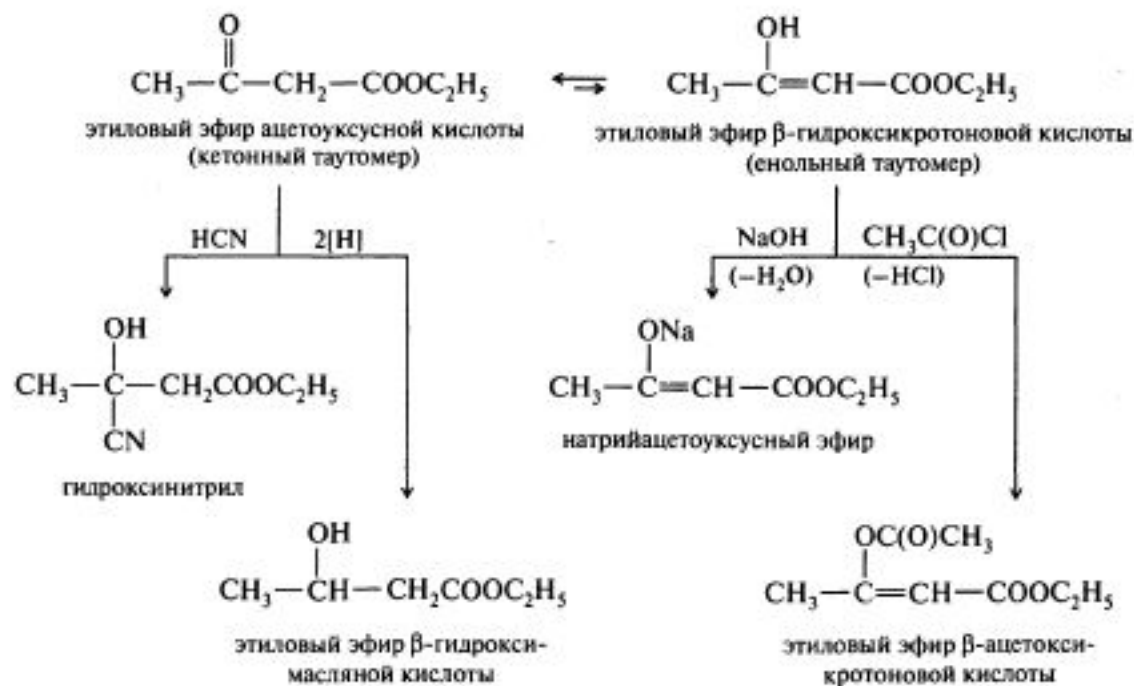 O OH
CH₃—C—CH₂—COOC₂H₅ CH₃—C=CH—COOC₂H₅
этиловый эфир ацетоуксусной кислоты этиловый эфир β-гидроксикротоновой кислоты
(кетонный таутомер) (енольный таутомер)
HCN 2[H] NaOH CH₃C(O)Cl
(−H₂O) (−HCl)
OH ONa
CH₃—C—CH₂COOC₂H₅ CH₃—C=CH—COOC₂H₅
CN натрийацетоуксусный эфир
гидроксинитрил
OH OC(O)CH₃
CH₃—CH—CH₂COOC₂H₅ CH₃—C=CH—COOC₂H₅
этиловый эфир β-гидрокси- этиловый эфир β-ацетокси-
масляной кислоты кротоновой кислоты